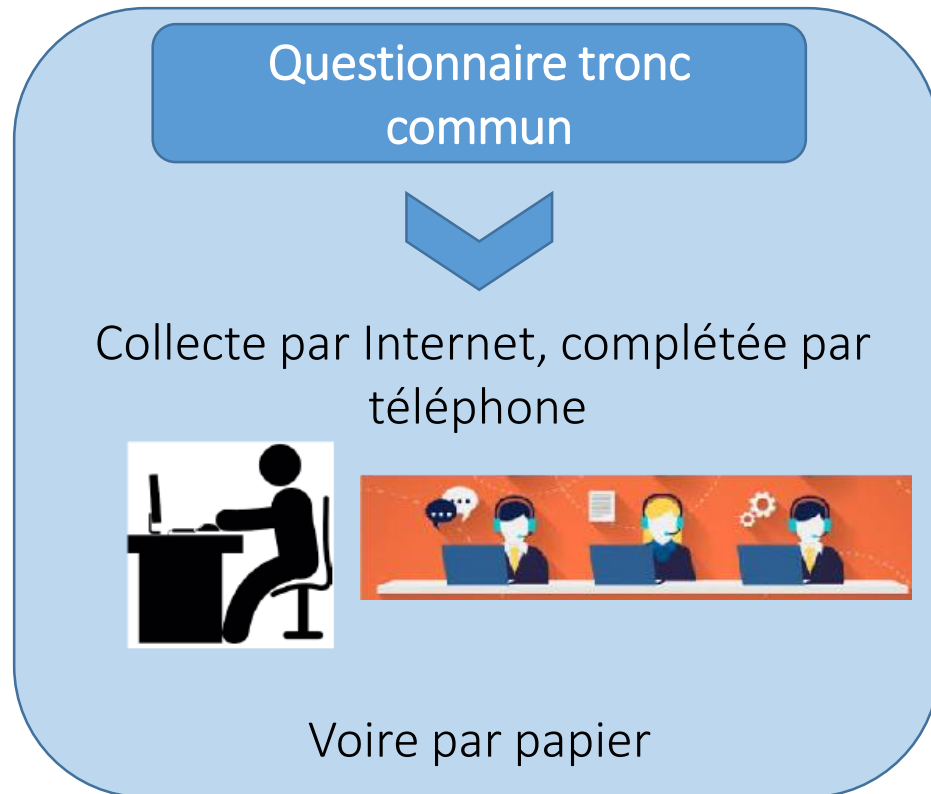 Questionnaire tronc
commun
Collecte par Internet, complétée par
téléphone
Voire par papier